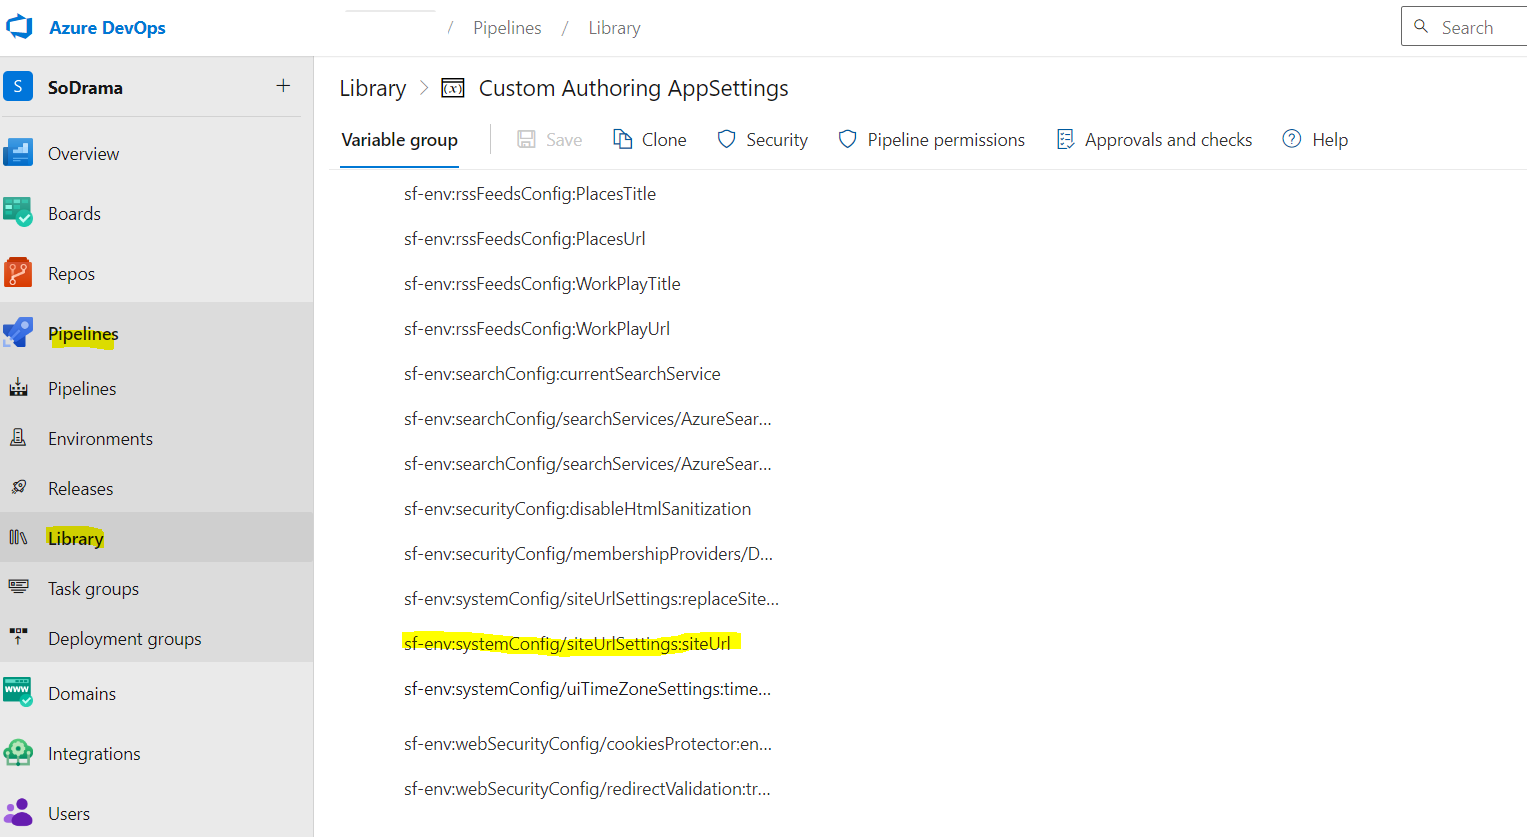 Azure DevOps
/ Pipelines / Library
Search
S SoDrama +
Overview
Boards
Repos
Pipelines
Pipelines
Environments
Releases
Library
Task groups
Deployment groups
www Domains
Integrations
Users
Library > (x) Custom Authoring AppSettings
Variable group Save Clone Security Pipeline permissions Approvals and checks ? Help
sf-env:rssFeedsConfig:PlacesTitle
sf-env:rssFeedsConfig:PlacesUrl
sf-env:rssFeedsConfig:WorkPlayTitle
sf-env:rssFeedsConfig:WorkPlayUrl
sf-env:searchConfig:currentSearchService
sf-env:searchConfig/searchServices/AzureSear...
sf-env:searchConfig/searchServices/AzureSear...
sf-env:securityConfig:disableHtmlSanitization
sf-env:securityConfig/membershipProviders/D...
sf-env:systemConfig/siteUrlSettings:replaceSite...
sf-env:systemConfig/siteUrlSettings:siteUrl
sf-env:systemConfig/uiTimeZoneSettings:time...
sf-env:webSecurityConfig/cookiesProtector:en...
sf-env:webSecurityConfig/redirectValidation:tr...